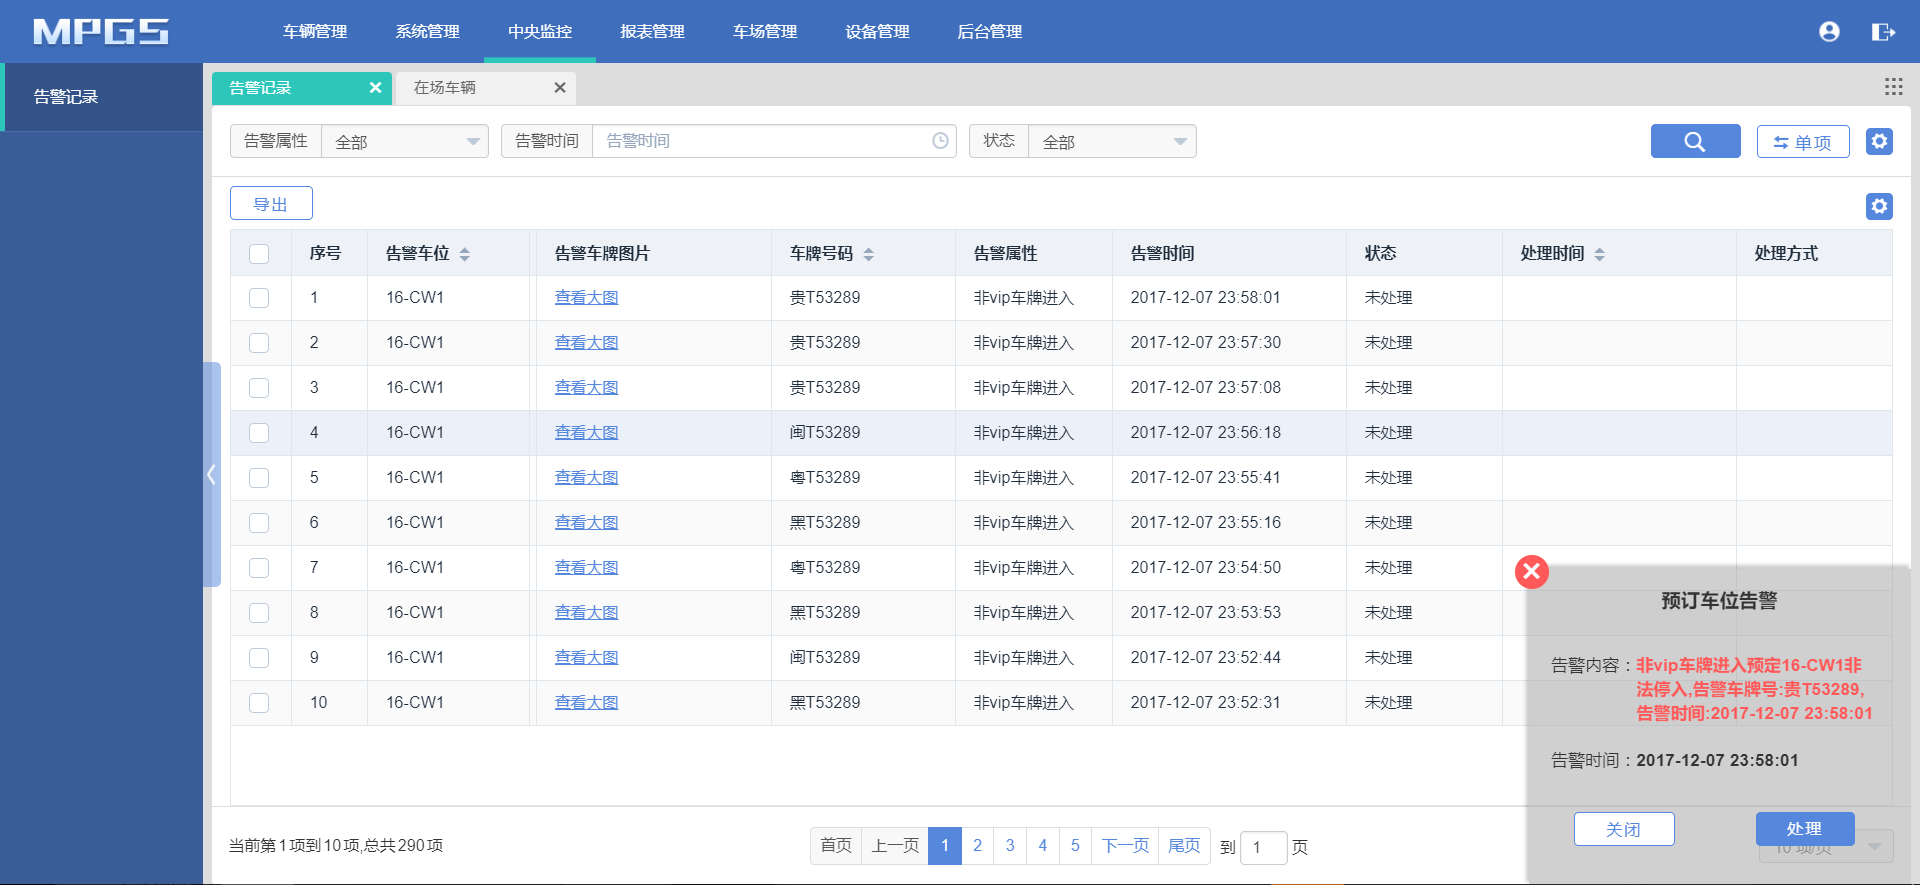 MPGS 车辆管理 系统管理 中央监控 报表管理 车场管理 设备管理 后台管理
告警记录
告警记录 在场车辆
告警属性 全部 告警时间 告警时间 状态 全部 单项
导出
序号 告警车位 告警车牌图片 车牌号码 告警属性 告警时间 状态 处理时间 处理方式
1 16-CW1 查看大图 贵T53289 非vip车牌进入 2017-12-07 23:58:01 未处理
2 16-CW1 查看大图 贵T53289 非vip车牌进入 2017-12-07 23:57:30 未处理
3 16-CW1 查看大图 贵T53289 非vip车牌进入 2017-12-07 23:57:08 未处理
4 16-CW1 查看大图 闽T53289 非vip车牌进入 2017-12-07 23:56:18 未处理
5 16-CW1 查看大图 粤T53289 非vip车牌进入 2017-12-07 23:55:41 未处理
6 16-CW1 查看大图 黑T53289 非vip车牌进入 2017-12-07 23:55:16 未处理
7 16-CW1 查看大图 粤T53289 非vip车牌进入 2017-12-07 23:54:50 未处理
8 16-CW1 查看大图 黑T53289 非vip车牌进入 2017-12-07 23:53:53 未处理
9 16-CW1 查看大图 闽T53289 非vip车牌进入 2017-12-07 23:52:44 未处理
10 16-CW1 查看大图 黑T53289 非vip车牌进入 2017-12-07 23:52:31 未处理
预订车位告警
告警内容：非vip车牌进入预定16-CW1非
法停入,告警车牌号:贵T53289,
告警时间:2017-12-07 23:58:01
告警时间：2017-12-07 23:58:01
关闭 处理
当前第1项到10项,总共290项 首页 上一页 1 2 3 4 5 下一页 尾页 到 1 页 10 项/页